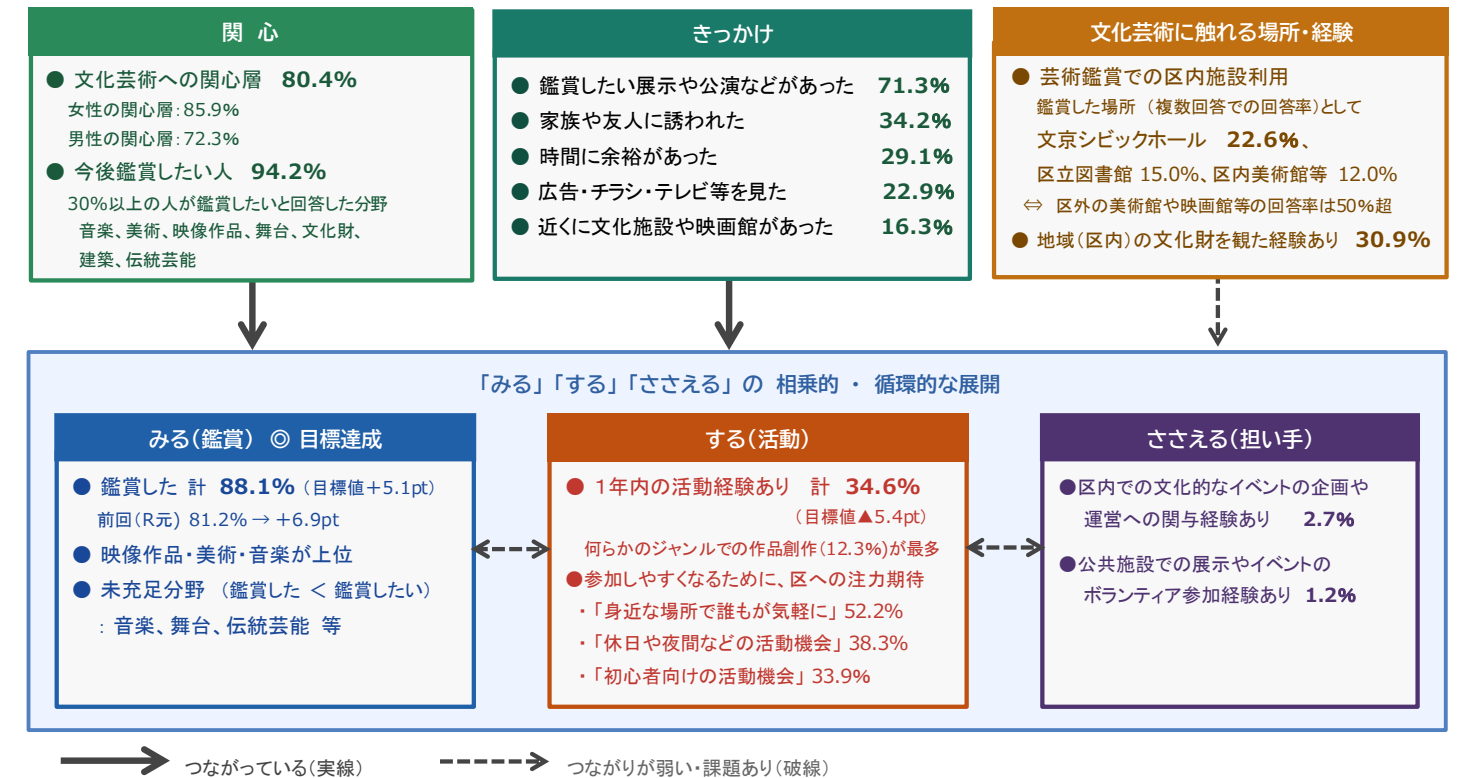 関 心
● 文化芸術への関心層 80.4%
女性の関心層：85.9%
男性の関心層：72.3%
● 今後鑑賞したい人 94.2%
30％以上の人が鑑賞したいと回答した分野
音楽、美術、映像作品、舞台、文化財、
建築、伝統芸能
きっかけ
● 鑑賞したい展示や公演などがあった 71.3%
● 家族や友人に誘われた 34.2%
● 時間に余裕があった 29.1%
● 広告・チラシ・テレビ等を見た 22.9%
● 近くに文化施設や映画館があった 16.3%
文化芸術に触れる場所・経験
● 芸術鑑賞での区内施設利用
鑑賞した場所（複数回答での回答率）として
文京シビックホール 22.6%、
区立図書館 15.0%、区内美術館等 12.0%
⇔ 区外の美術館や映画館等の回答率は50％超
● 地域（区内）の文化財を観た経験あり 30.9%
「みる」「する」「ささえる」の 相乗的 ・ 循環的な展開
みる（鑑賞） ◎ 目標達成
● 鑑賞した 計 88.1%（目標値＋5.1pt）
前回（R元） 81.2% → ＋6.9pt
● 映像作品・美術・音楽が上位
● 未充足分野 （鑑賞した ＜ 鑑賞したい）
： 音楽、舞台、伝統芸能 等
する（活動）
● １年内の活動経験あり 計 34.6%
（目標値▲5.4pt）
何らかのジャンルでの作品創作（12.3%）が最多
●参加しやすくなるために、区への注力期待
・「身近な場所で誰もが気軽に」 52.2%
・「休日や夜間などの活動機会」 38.3%
・「初心者向けの活動機会」 33.9%
ささえる（担い手）
●区内での文化的なイベントの企画や
運営への関与経験あり 2.7%
●公共施設での展示やイベントの
ボランティア参加経験あり 1.2%
つながっている（実線）
つながりが弱い・課題あり（破線）